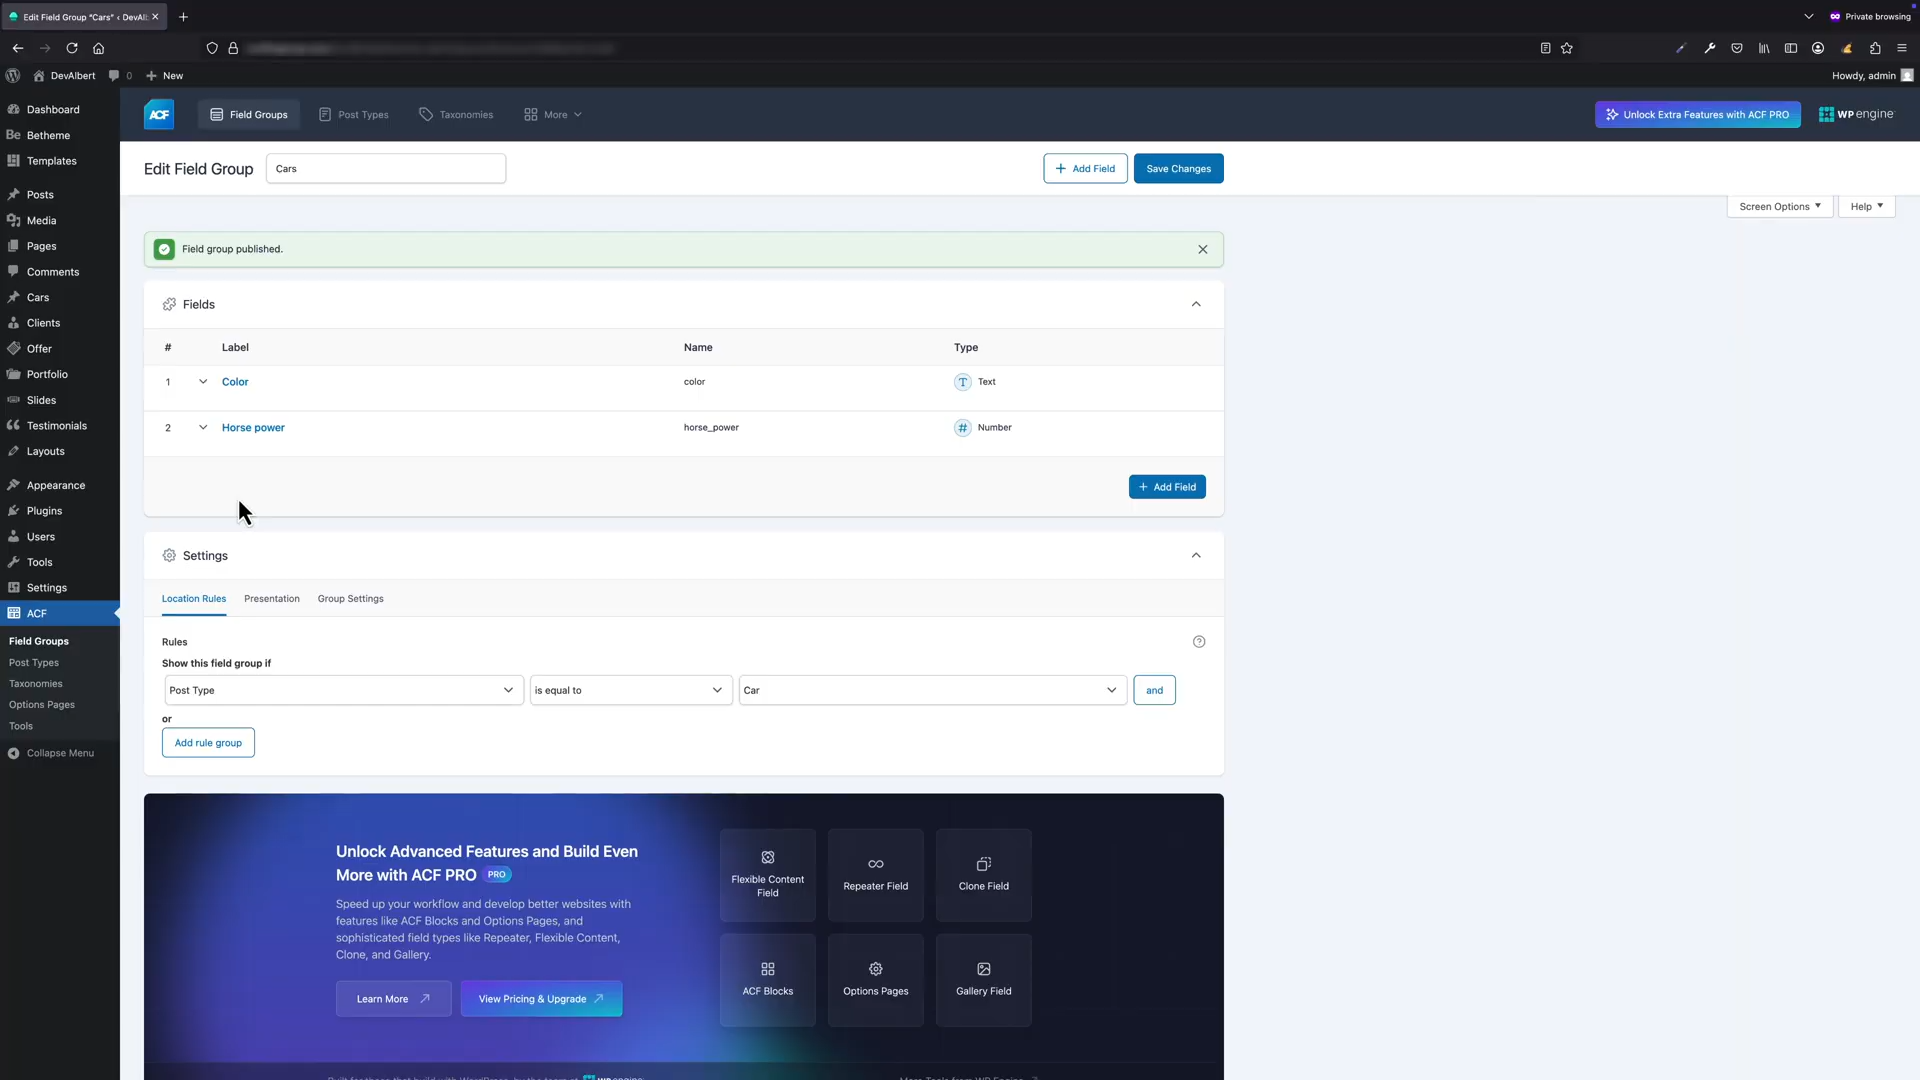 Edit Field Group "Cars" ‹ DevAlb
Private browsing
DevAlbert
0
New
Howdy, admin
Dashboard
Betheme
Templates
Posts
Media
Pages
Comments
Cars
Clients
Offer
Portfolio
Slides
Testimonials
Layouts
Appearance
Plugins
Users
Tools
Settings
ACF
Field Groups
Post Types
Taxonomies
Options Pages
Tools
Collapse Menu
ACF
Field Groups
Post Types
Taxonomies
More
Unlock Extra Features with ACF PRO
WP engine
Edit Field Group
Cars
Add Field
Save Changes
Screen Options
Help
Field group published.
Fields
# Label Name Type
1 Color color Text
2 Horse power horse_power Number
Add Field
Settings
Location Rules Presentation Group Settings
Rules
Show this field group if
Post Type is equal to Car and
or
Add rule group
Unlock Advanced Features and Build Even
More with ACF PRO PRO
Speed up your workflow and develop better websites with
features like ACF Blocks and Options Pages, and
sophisticated field types like Repeater, Flexible Content,
Clone, and Gallery.
Learn More
View Pricing & Upgrade
Flexible Content
Field
Repeater Field
Clone Field
ACF Blocks
Options Pages
Gallery Field